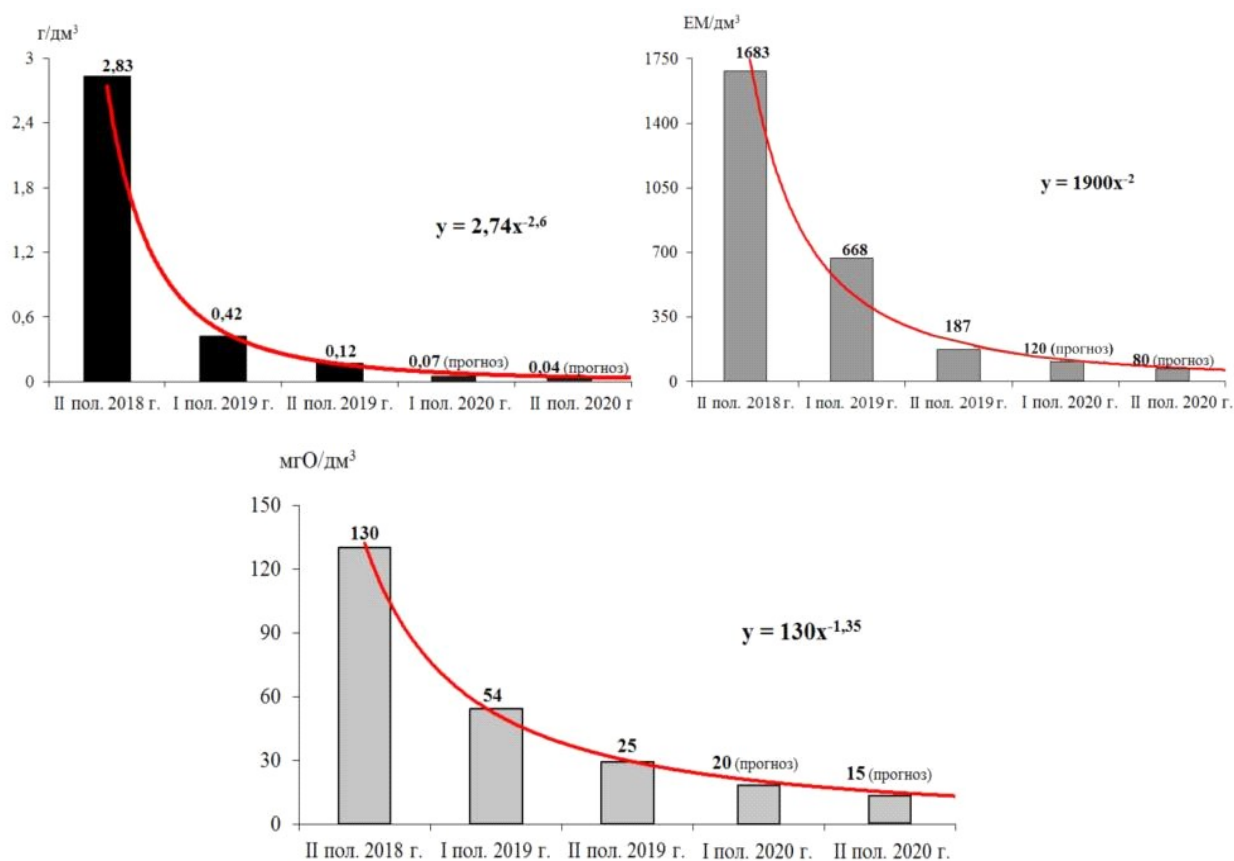 г/дм³
3
2,4
1,8
1,2
0,6
0
2,83
0,42
0,12
0,07 (прогноз)
0,04 (прогноз)
y = 2,74x⁻²,⁶
II пол. 2018 г.
I пол. 2019 г.
II пол. 2019 г.
I пол. 2020 г.
II пол. 2020 г
ЕМ/дм³
1750
1400
1050
700
350
0
1683
668
187
120 (прогноз)
80 (прогноз)
y = 1900x⁻²
II пол. 2018 г.
I пол. 2019 г.
II пол. 2019 г.
I пол. 2020 г.
II пол. 2020 г.
мгО/дм³
150
120
90
60
30
0
130
54
25
20 (прогноз)
15 (прогноз)
y = 130x⁻¹,³⁵
II пол. 2018 г.
I пол. 2019 г.
II пол. 2019 г.
I пол. 2020 г.
II пол. 2020 г.